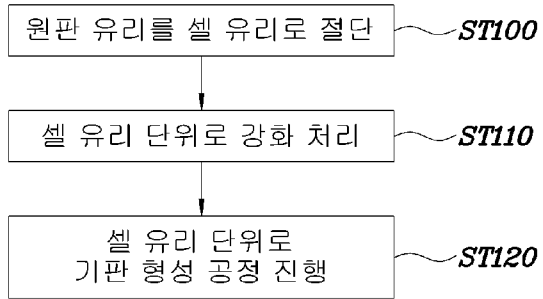 원판 유리를 셀 유리로 절단
ST100
셀 유리 단위로 강화 처리
ST110
셀 유리 단위로
기판 형성 공정 진행
ST120